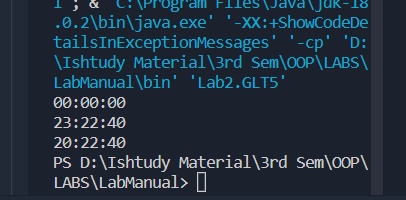 l'; & 'C:\Program Files\Java\jdk-18
.0.2\bin\java.exe' '-XX:+ShowCodeDe
tailsInExceptionMessages' '-cp' 'D:
\Ishtudy Material\3rd Sem\OOP\LABS\
LabManual\bin' 'Lab2.GLT5'
00:00:00
23:22:40
20:22:40
PS D:\Ishtudy Material\3rd Sem\OOP\
LABS\LabManual>